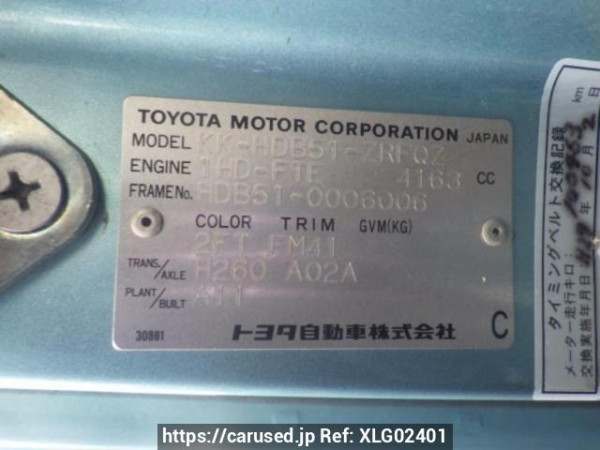 TOYOTA MOTOR CORPORATION JAPAN
MODEL KK-HDB51-ZRFQZ
ENGINE 1HD-FTE 4163 CC
FRAME No. HDB51-0006006
COLOR TRIM GVM(KG)
2ET FM41
TRANS./AXLE H260 A02A
PLANT/BUILT A11
30881 トヨタ自動車株式会社 C
タイミングベルト交換記録
メーター走行キロ: km
交換実施年月日 日
https://carused.jp Ref: XLG02401